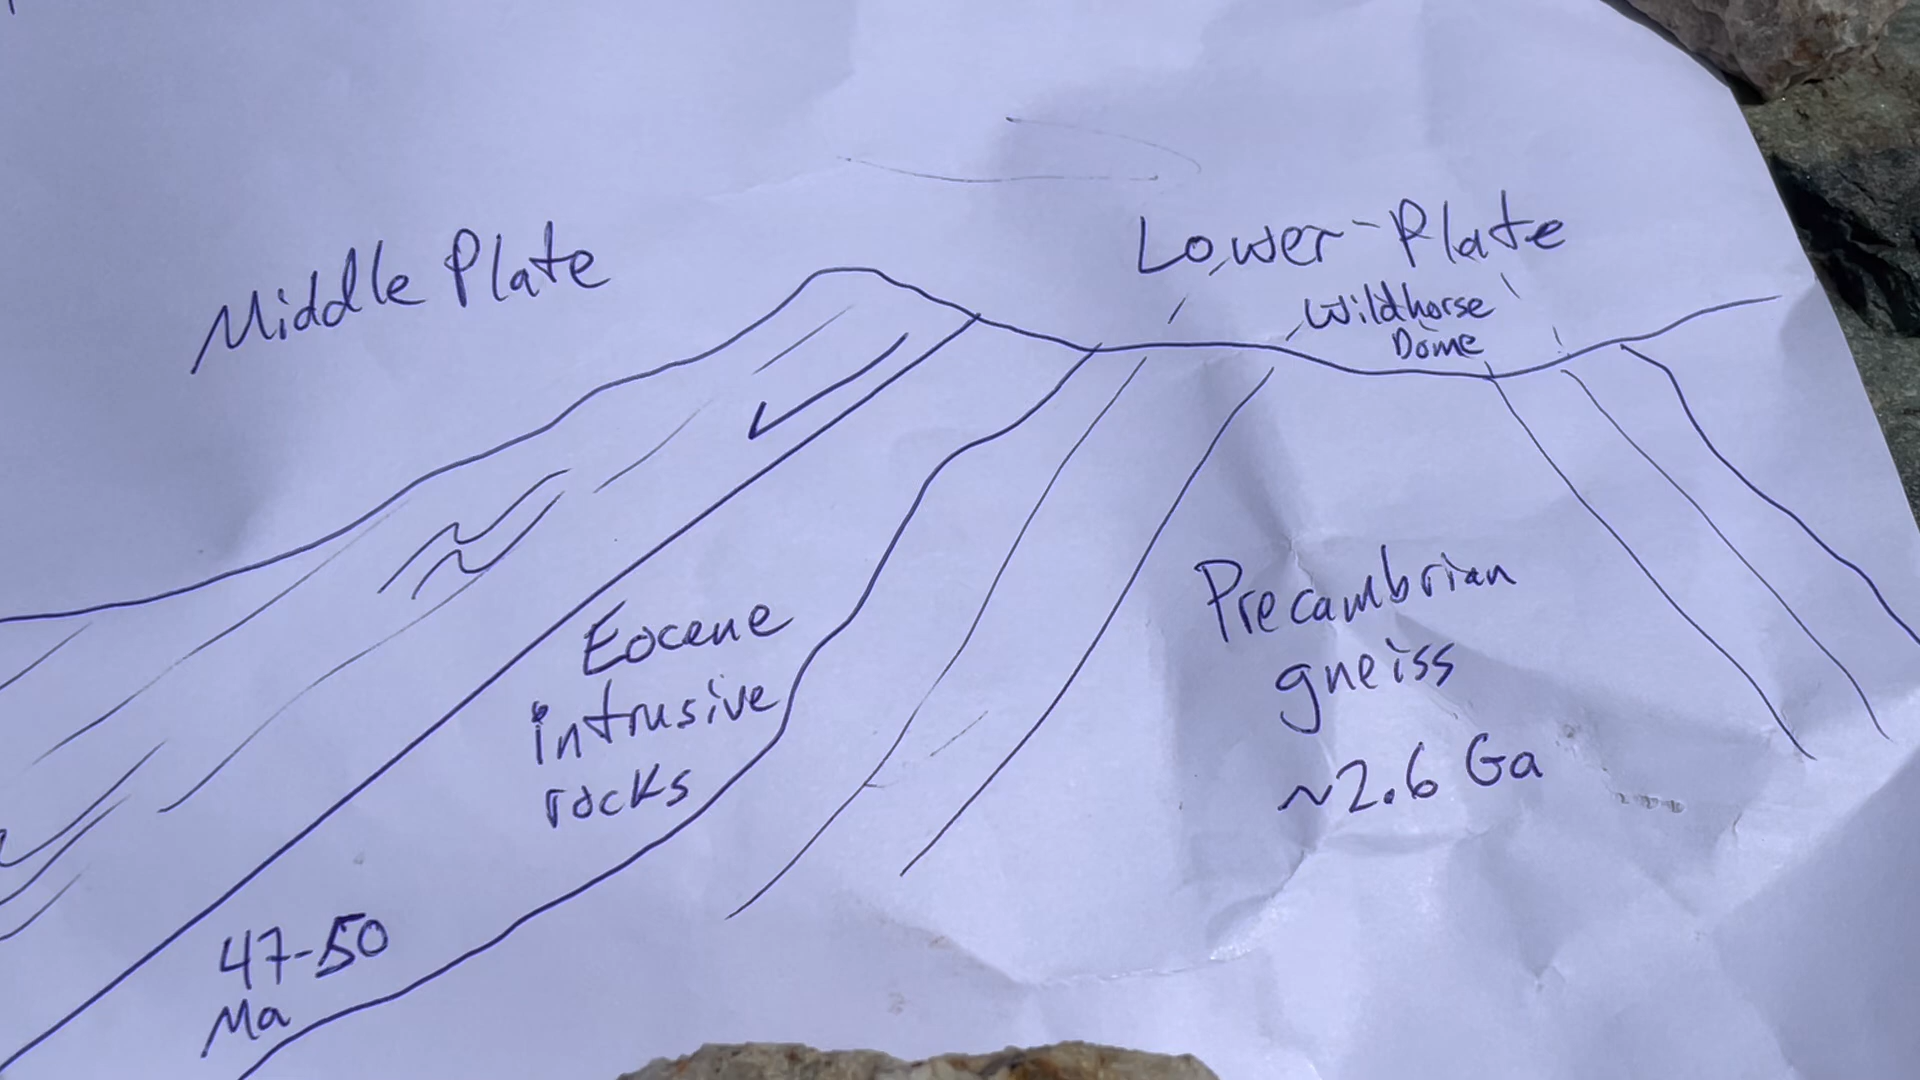 Middle Plate
Lower-Plate
Wildhorse
Dome
Eocene
intrusive
rocks
47-50
Ma
Precambrian
gneiss
~2.6 Ga